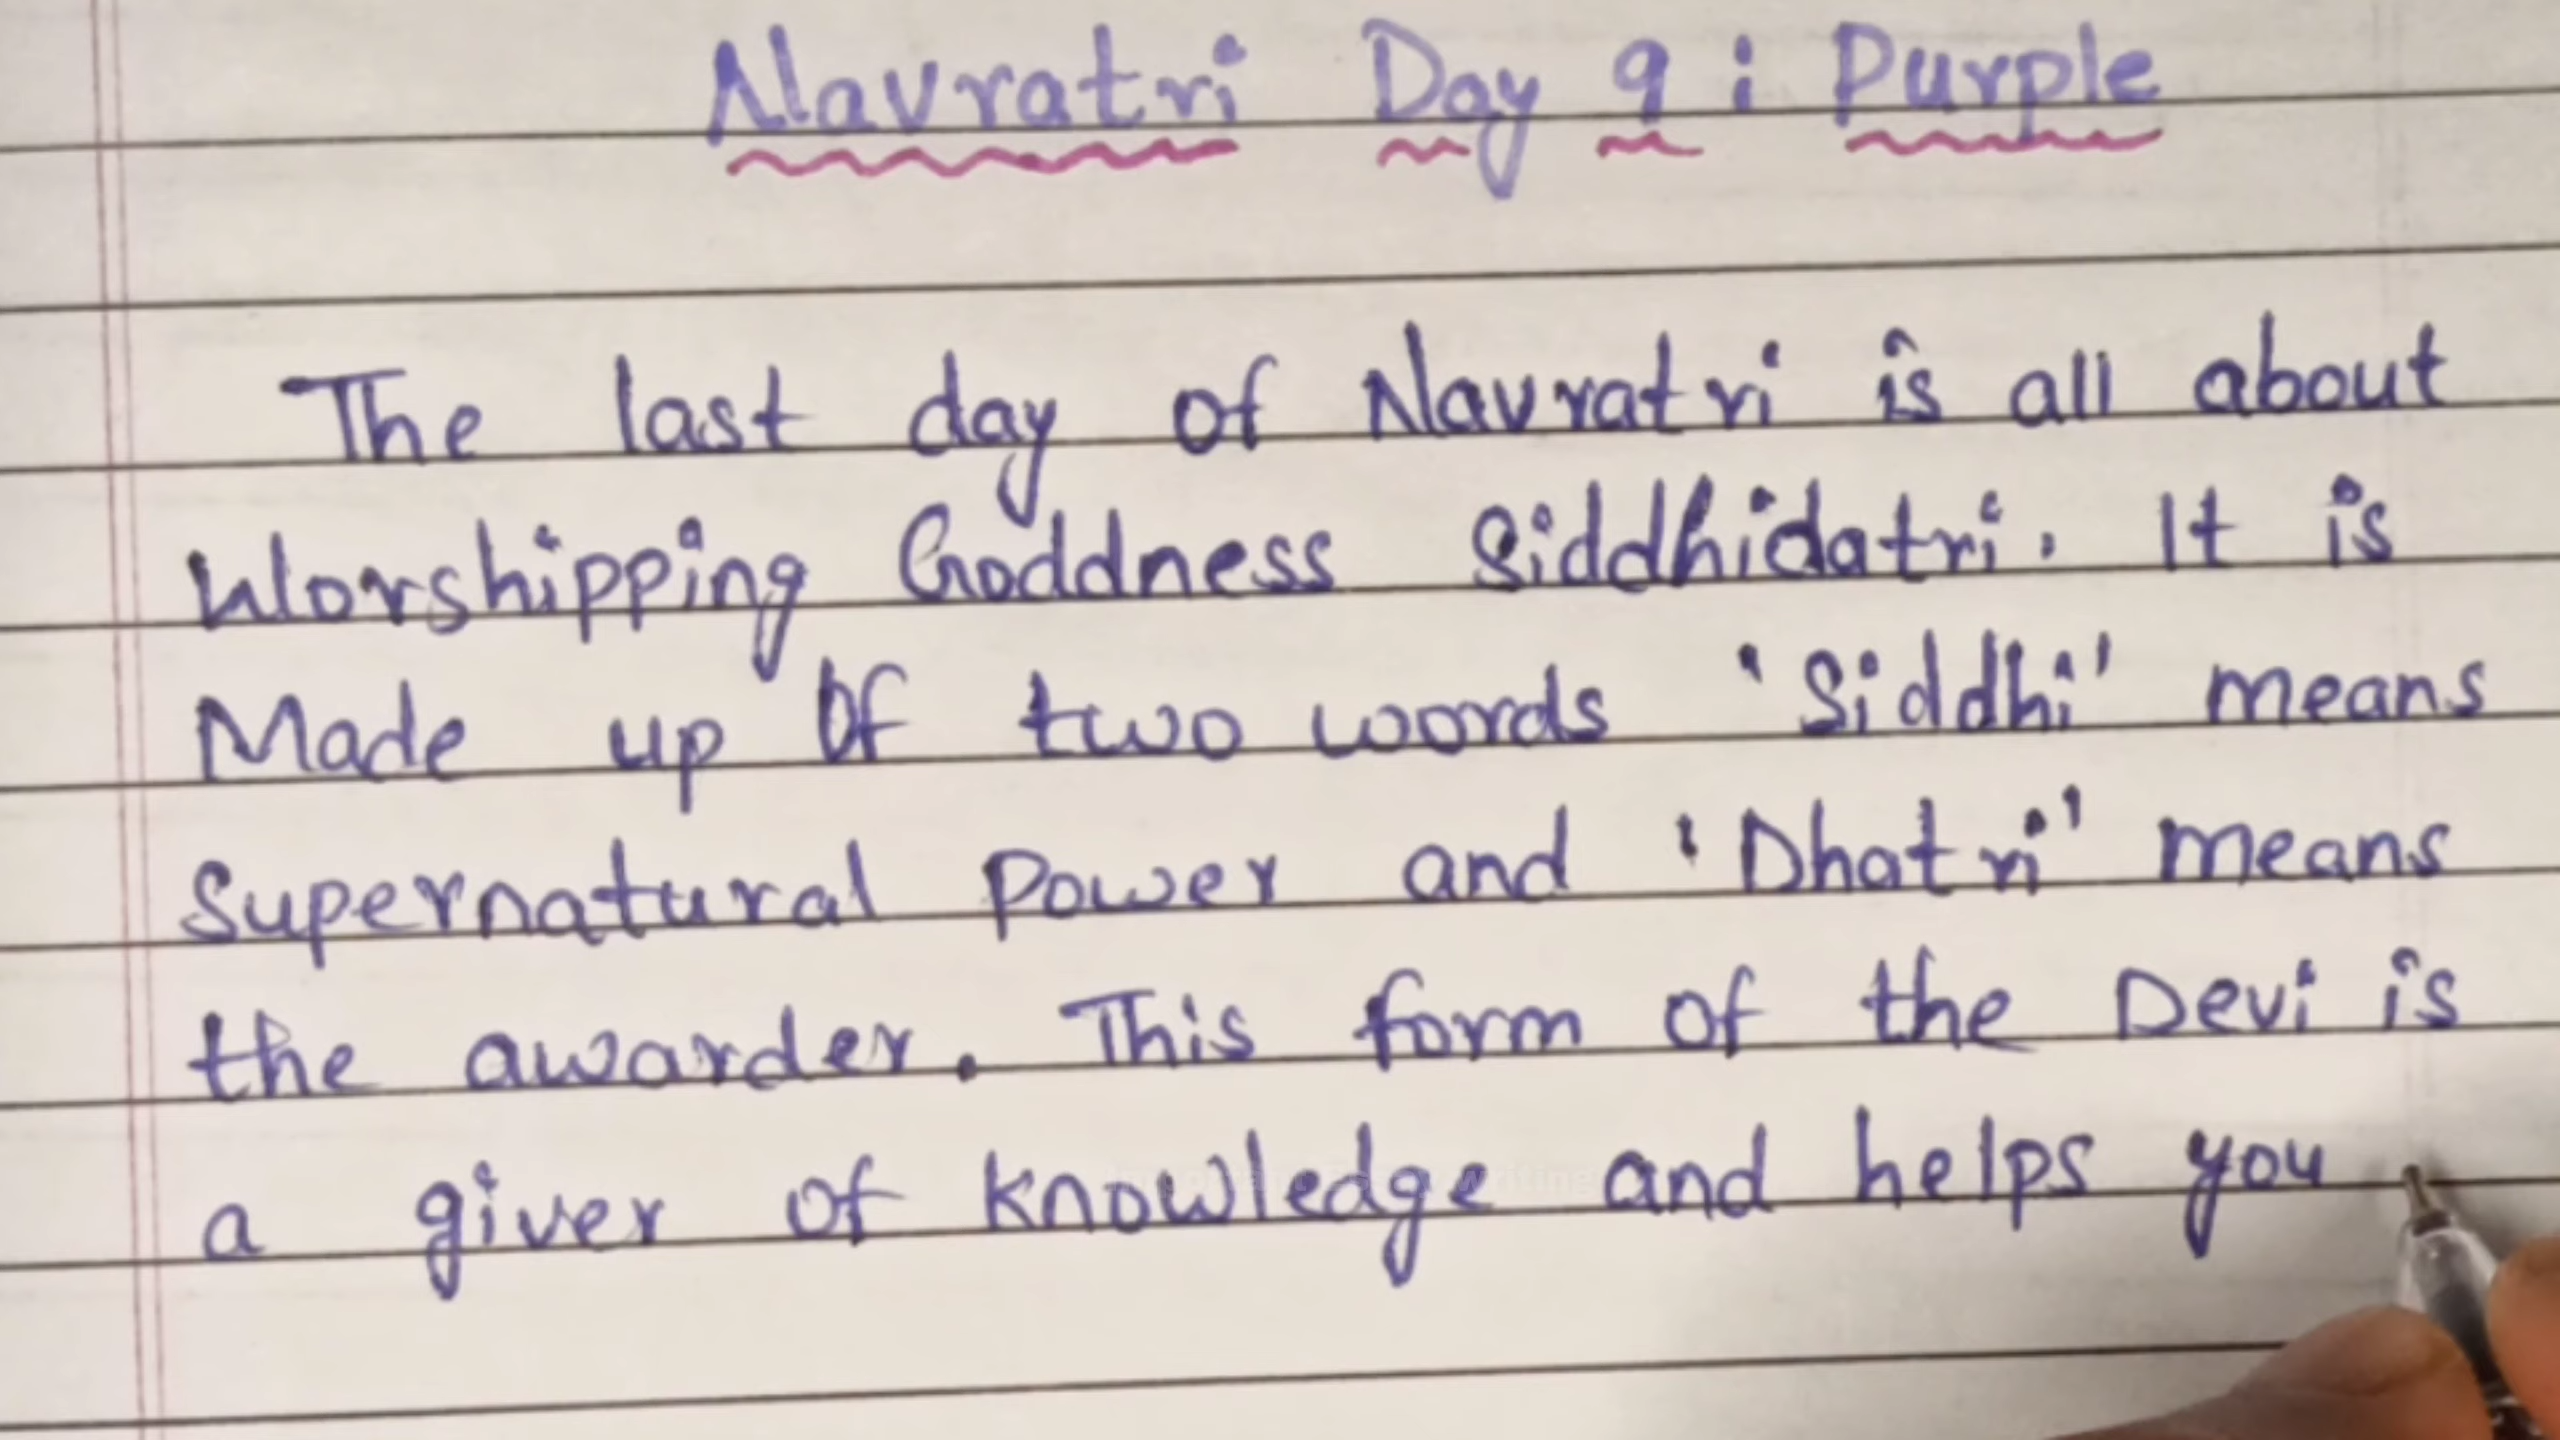 Navratri Day 9 : Purple
The last day of Navratri is all about
Worshipping Goddness Siddhidatri. It is
Made up Of two words 'Siddhi' means
Supernatural Power and 'Dhatri' means
the awarder. This form of the Devi is
a giver of knowledge and helps you